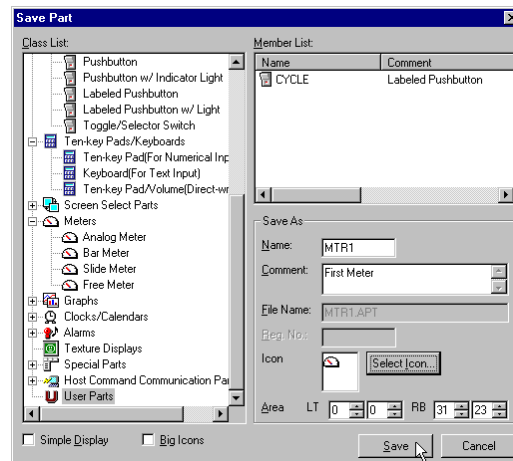 Save Part
Class List:
Pushbutton
Pushbutton w/ Indicator Light
Labeled Pushbutton
Labeled Pushbutton w/ Light
Toggle/Selector Switch
Ten-key Pads/Keyboards
Ten-key Pad(For Numerical Inp
Keyboard(For Text Input)
Ten-key Pad/Volume(Direct-wr
Screen Select Parts
Meters
Analog Meter
Bar Meter
Slide Meter
Free Meter
Graphs
Clocks/Calendars
Alarms
Texture Displays
Special Parts
Host Command Communication Par
User Parts
Simple Display Big Icons
Member List:
Name Comment
CYCLE Labeled Pushbutton
Save As
Name: MTR1
Comment: First Meter
File Name: MTR1.APT
Reg No.:
Icon Select Icon...
Area LT 0 0 RB 31 23
Save Cancel